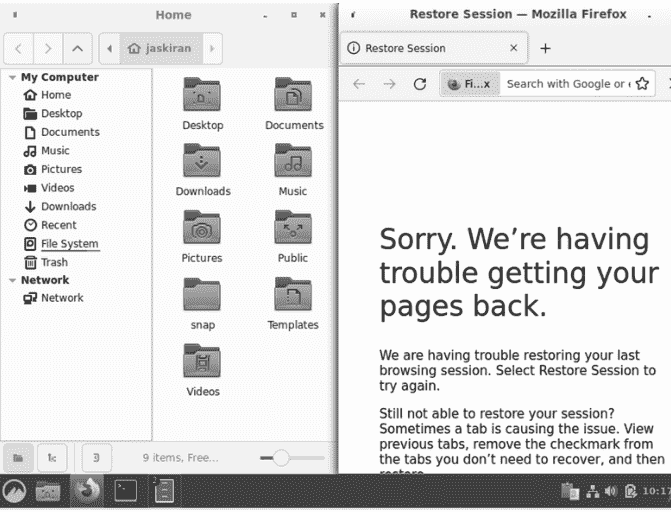 Home
jaskiran
My Computer
Home
Desktop
Documents
Music
Pictures
Videos
Downloads
Recent
File System
Trash
Network
Network
Desktop
Documents
Downloads
Music
Pictures
Public
snap
Templates
Videos
9 items, Free...
Restore Session — Mozilla Firefox
Restore Session
Fi...x
Search with Google or
Sorry. We’re having
trouble getting your
pages back.
We are having trouble restoring your last
browsing session. Select Restore Session to
try again.
Still not able to restore your session?
Sometimes a tab is causing the issue. View
previous tabs, remove the checkmark from
the tabs you don’t need to recover, and then
restore.
10:17